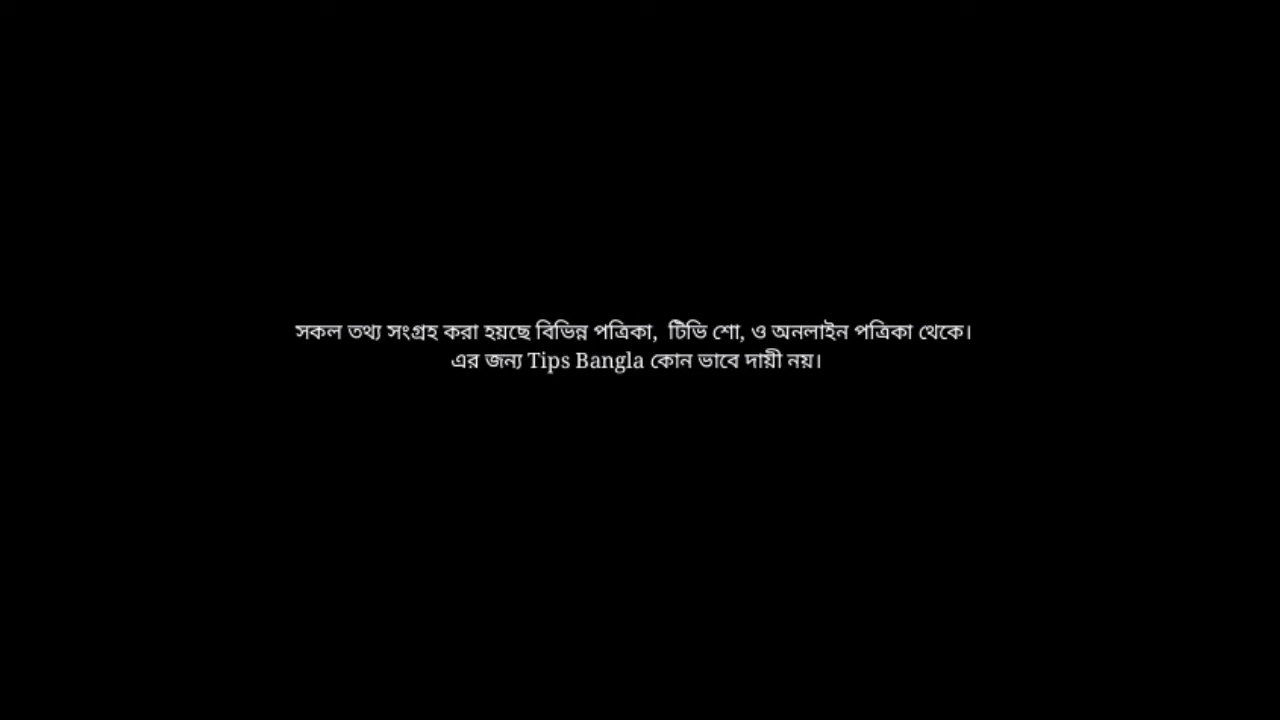 সকল তথ্য সংগ্রহ করা হয়ছে বিভিন্ন পত্রিকা,  টিভি শো, ও অনলাইন পত্রিকা থেকে।
এর জন্য Tips Bangla কোন ভাবে দায়ী নয়।